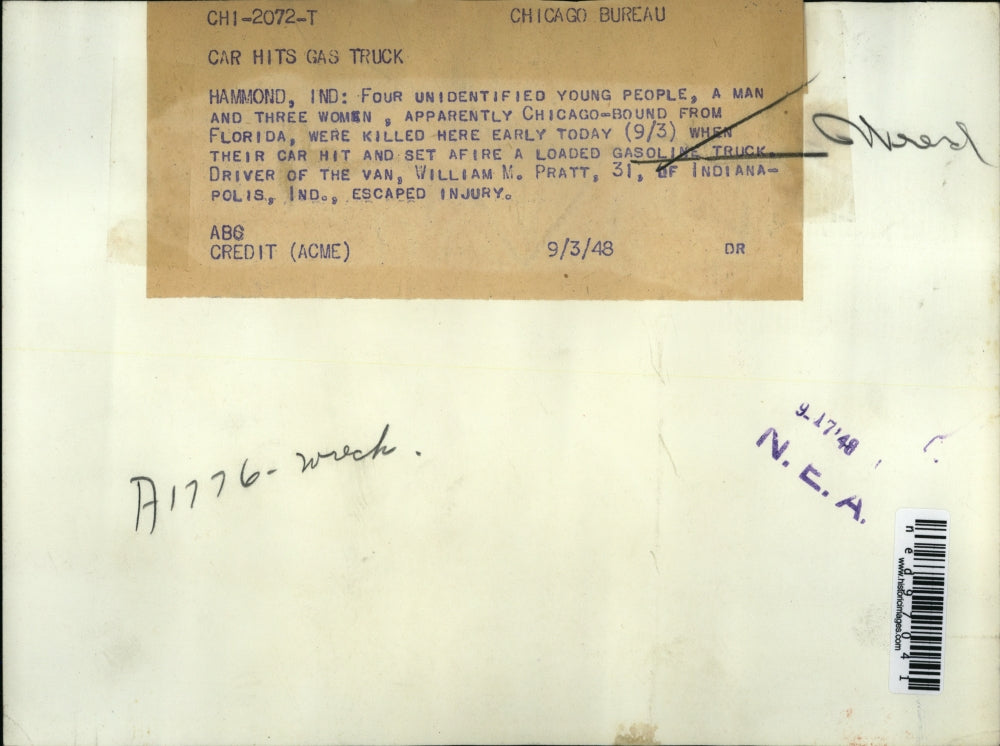 CHI-2072-T CHICAGO BUREAU
CAR HITS GAS TRUCK
HAMMOND, IND: FOUR UNIDENTIFIED YOUNG PEOPLE, A MAN
AND THREE WOMEN , APPARENTLY CHICAGO-BOUND FROM
FLORIDA, WERE KILLED HERE EARLY TODAY (9/3) WHEN
THEIR CAR HIT AND SET AFIRE A LOADED GASOLINE TRUCK.
DRIVER OF THE VAN, WILLIAM M. PRATT, 31, OF INDIANA-
POLIS, IND., ESCAPED INJURY.
ABG
CREDIT (ACME) 9/3/48 DR
A1776- wreck.
9-17'48
N.E.A.
ned97041
www.historicimages.com